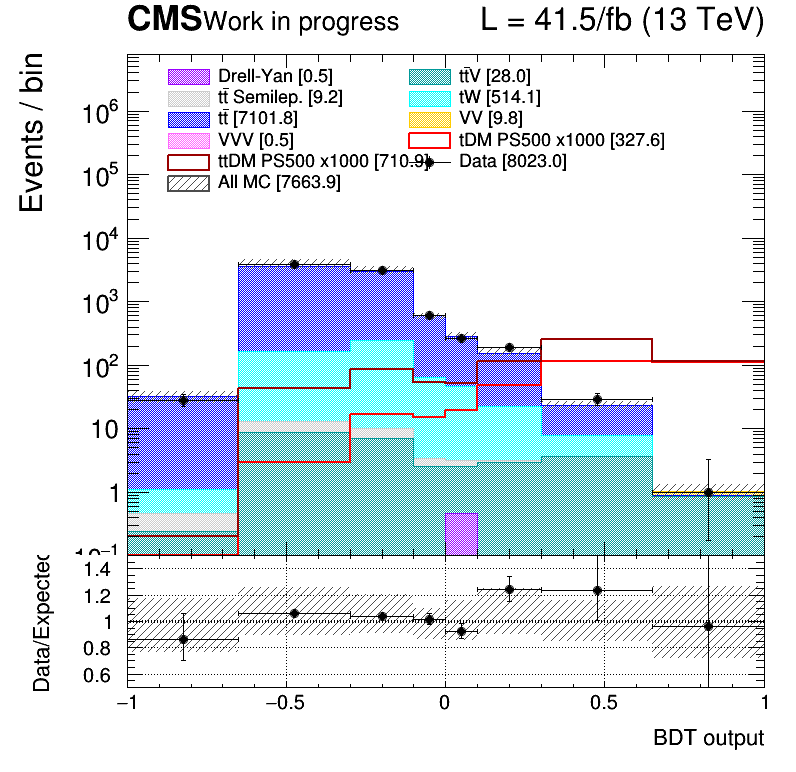 CMS Work in progress L = 41.5/fb (13 TeV)
Events / bin
Drell-Yan [0.5] tt̄V [28.0]
tt̄ Semilep. [9.2] tW [514.1]
tt̄ [7101.8] VV [9.8]
VVV [0.5] tDM PS500 x1000 [327.6]
ttDM PS500 x1000 [710.9] Data [8023.0]
All MC [7663.9]
10⁶
10⁵
10⁴
10³
10²
10
1
10⁻¹
Data/Expected
1.4
1.2
1
0.8
0.6
−1 −0.5 0 0.5 1
BDT output